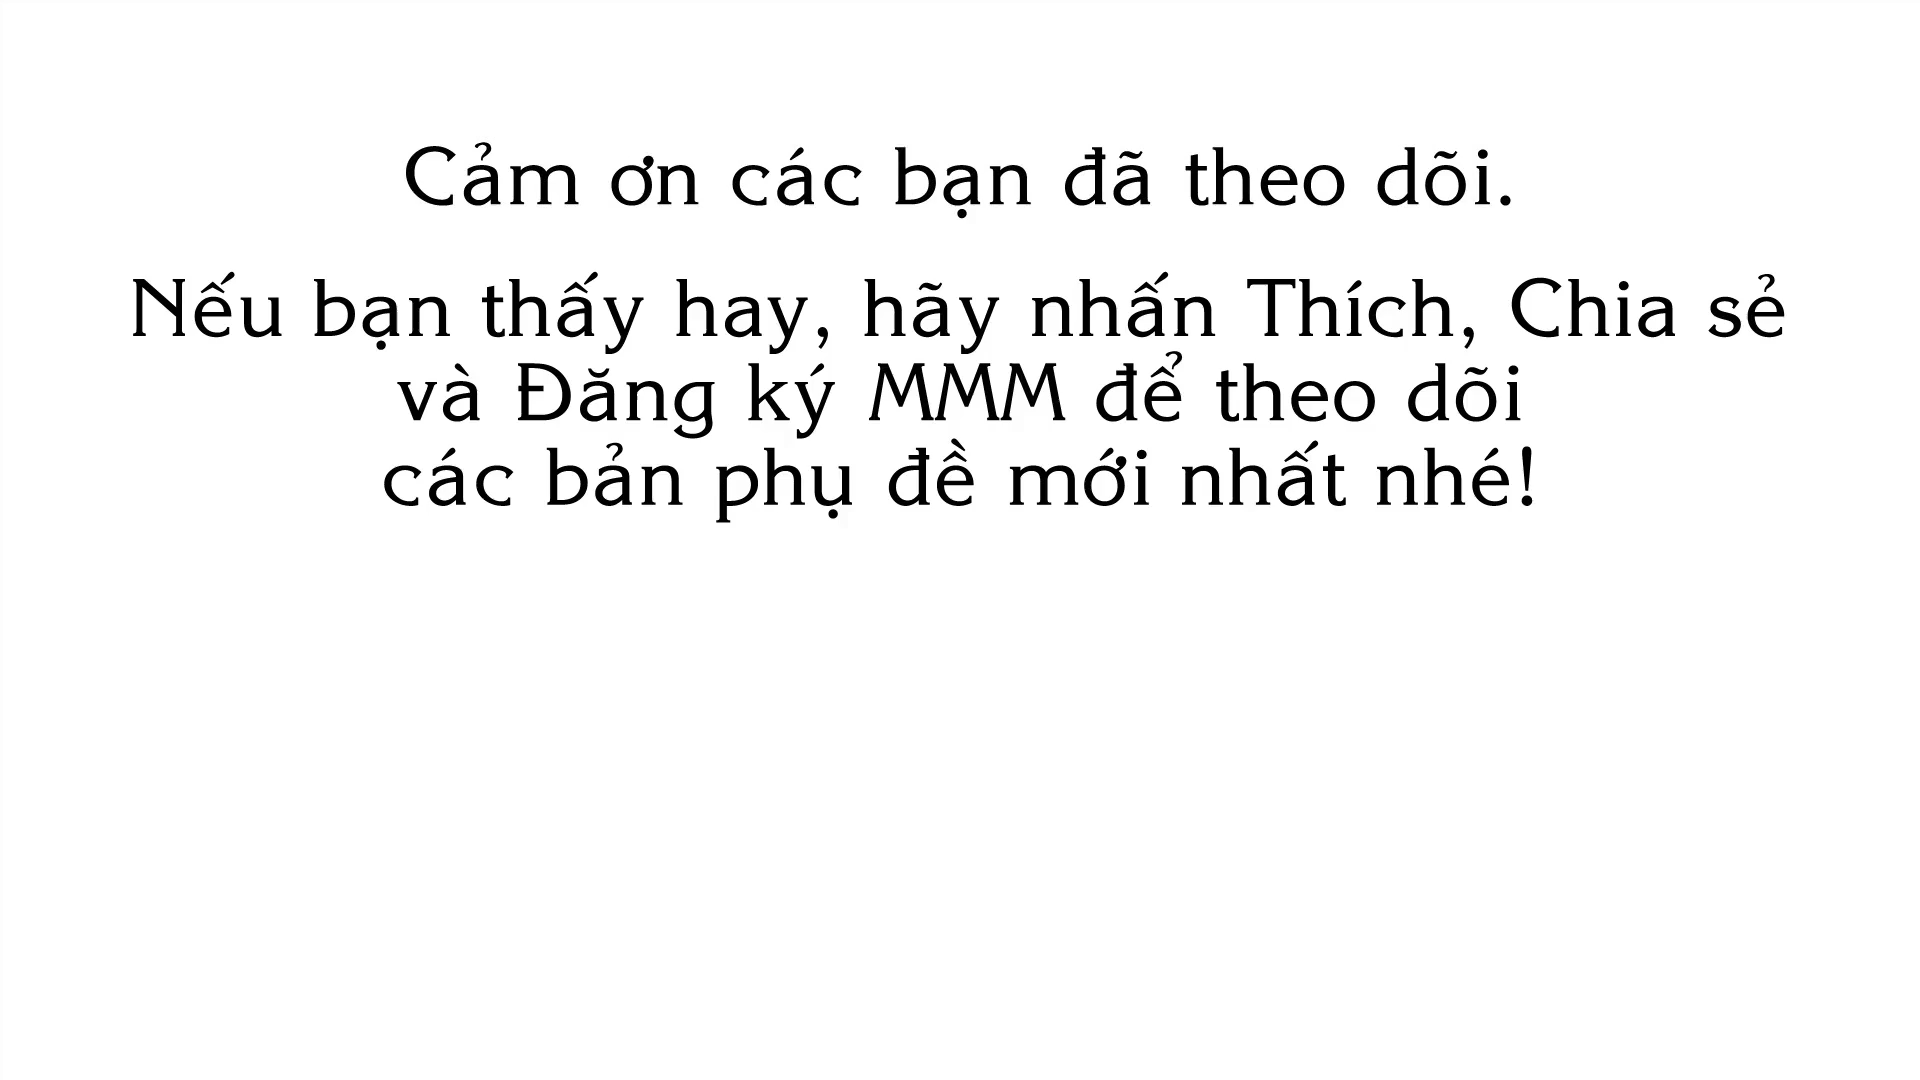 Cảm ơn các bạn đã theo dõi.
Nếu bạn thấy hay, hãy nhấn Thích, Chia sẻ
và Đăng ký MMM để theo dõi
các bản phụ đề mới nhất nhé!